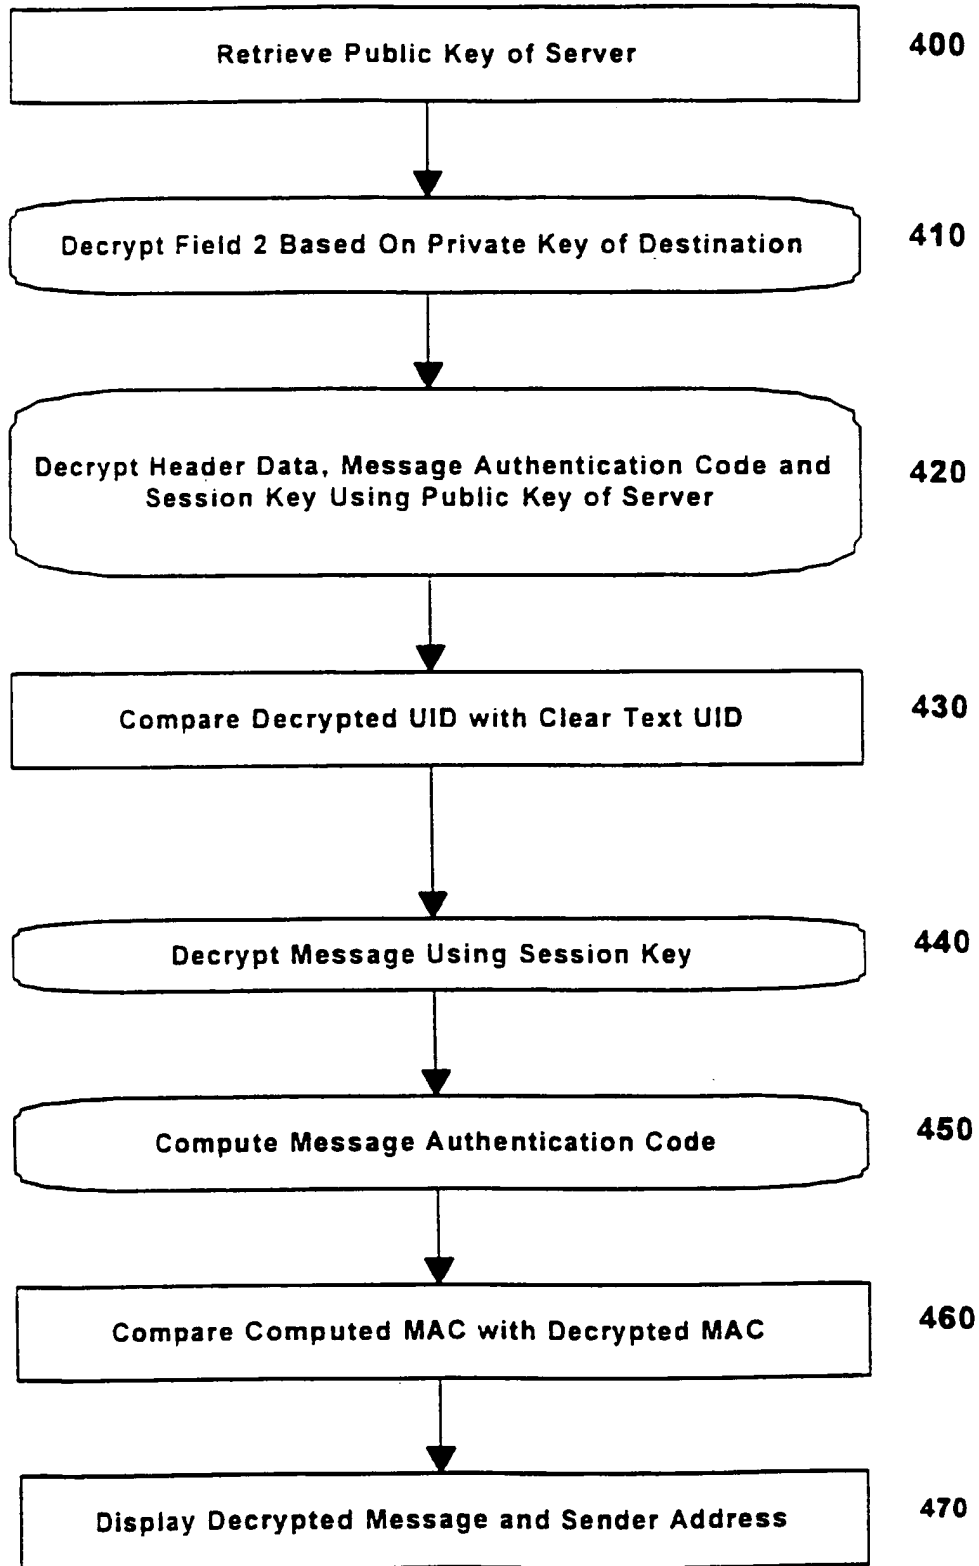 Retrieve Public Key of Server
400
Decrypt Field 2 Based On Private Key of Destination
410
Decrypt Header Data, Message Authentication Code and
Session Key Using Public Key of Server
420
Compare Decrypted UID with Clear Text UID
430
Decrypt Message Using Session Key
440
Compute Message Authentication Code
450
Compare Computed MAC with Decrypted MAC
460
Display Decrypted Message and Sender Address
470